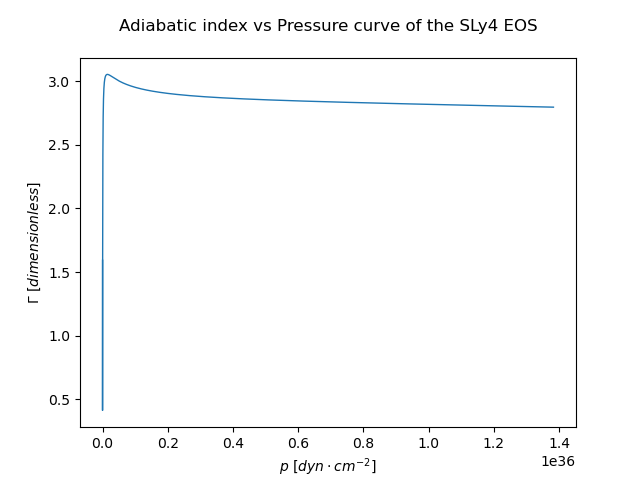 Adiabatic index vs Pressure curve of the SLy4 EOS
3.0
2.5
2.0
1.5
1.0
0.5
Γ [dimensionless]
0.0 0.2 0.4 0.6 0.8 1.0 1.2 1.4
1e36
p [dyn · cm⁻²]